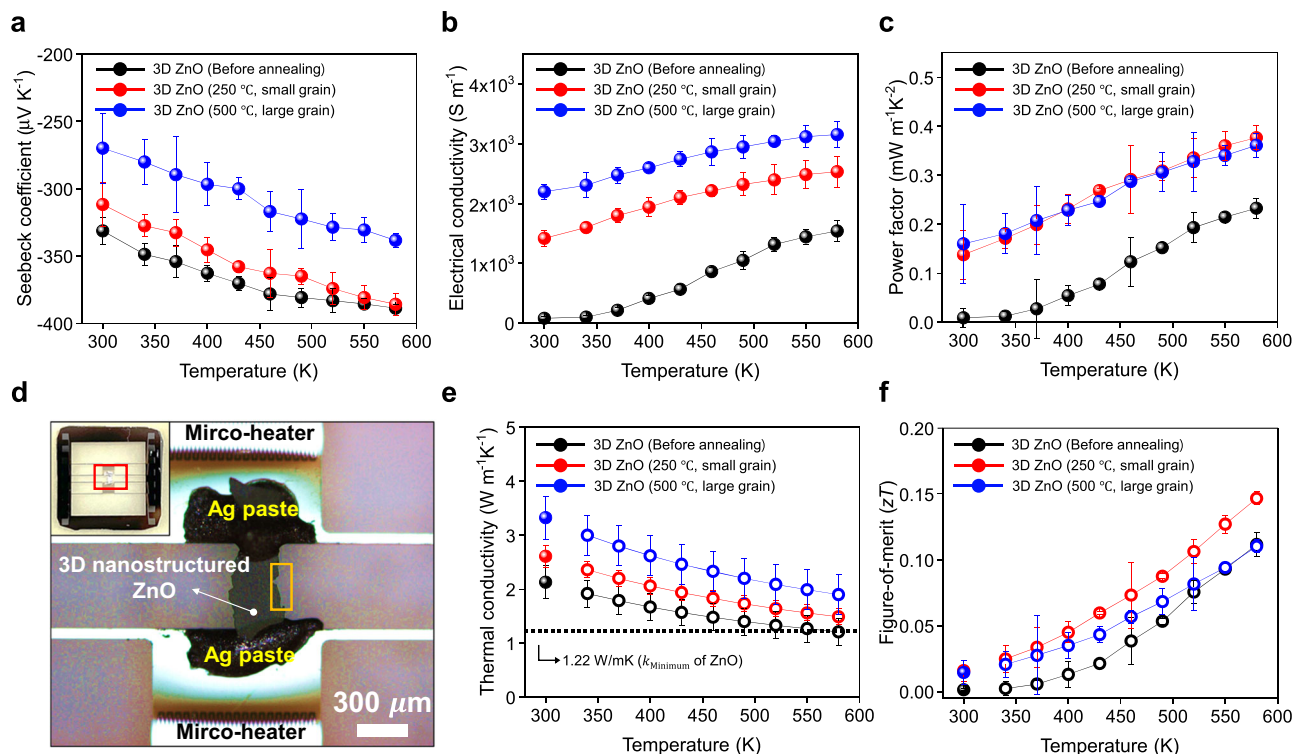 a
-200
-250
-300
-350
-400
Seebeck coefficient (µV K⁻¹)
3D ZnO (Before annealing)
3D ZnO (250 ℃, small grain)
3D ZnO (500 ℃, large grain)
300 350 400 450 500 550 600
Temperature (K)
b
4×10³
3×10³
2×10³
1×10³
0
Electrical conductivity (S m⁻¹)
3D ZnO (Before annealing)
3D ZnO (250 ℃, small grain)
3D ZnO (500 ℃, large grain)
300 350 400 450 500 550 600
Temperature (K)
c
0.5
0.4
0.3
0.2
0.1
0.0
Power factor (mW m⁻¹K⁻²)
3D ZnO (Before annealing)
3D ZnO (250 ℃, small grain)
3D ZnO (500 ℃, large grain)
300 350 400 450 500 550 600
Temperature (K)
d
Mirco-heater
Ag paste
3D nanostructured
ZnO
Ag paste
300 µm
Mirco-heater
e
5
4
3
2
1
0
Thermal conductivity (W m⁻¹K⁻¹)
3D ZnO (Before annealing)
3D ZnO (250 ℃, small grain)
3D ZnO (500 ℃, large grain)
1.22 W/mK (kMinimum of ZnO)
300 350 400 450 500 550 600
Temperature (K)
f
0.20
0.15
0.10
0.05
0.00
Figure-of-merit (zT)
3D ZnO (Before annealing)
3D ZnO (250 ℃, small grain)
3D ZnO (500 ℃, large grain)
300 350 400 450 500 550 600
Temperature (K)